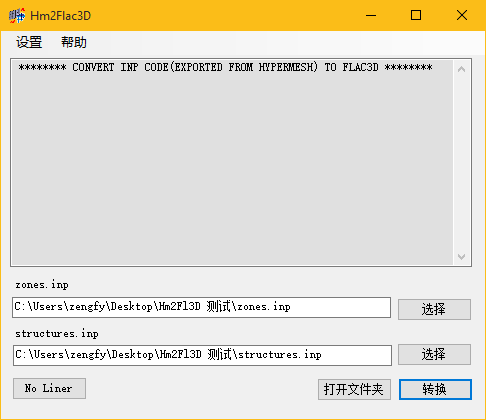 Hm2Flac3D
设置 帮助
******** CONVERT INP CODE(EXPORTED FROM HYPERMESH) TO FLAC3D ********
zones.inp
C:\Users\zengfy\Desktop\Hm2Fl3D 测试\zones.inp 选择
structures.inp
C:\Users\zengfy\Desktop\Hm2Fl3D 测试\structures.inp 选择
No Liner 打开文件夹 转换